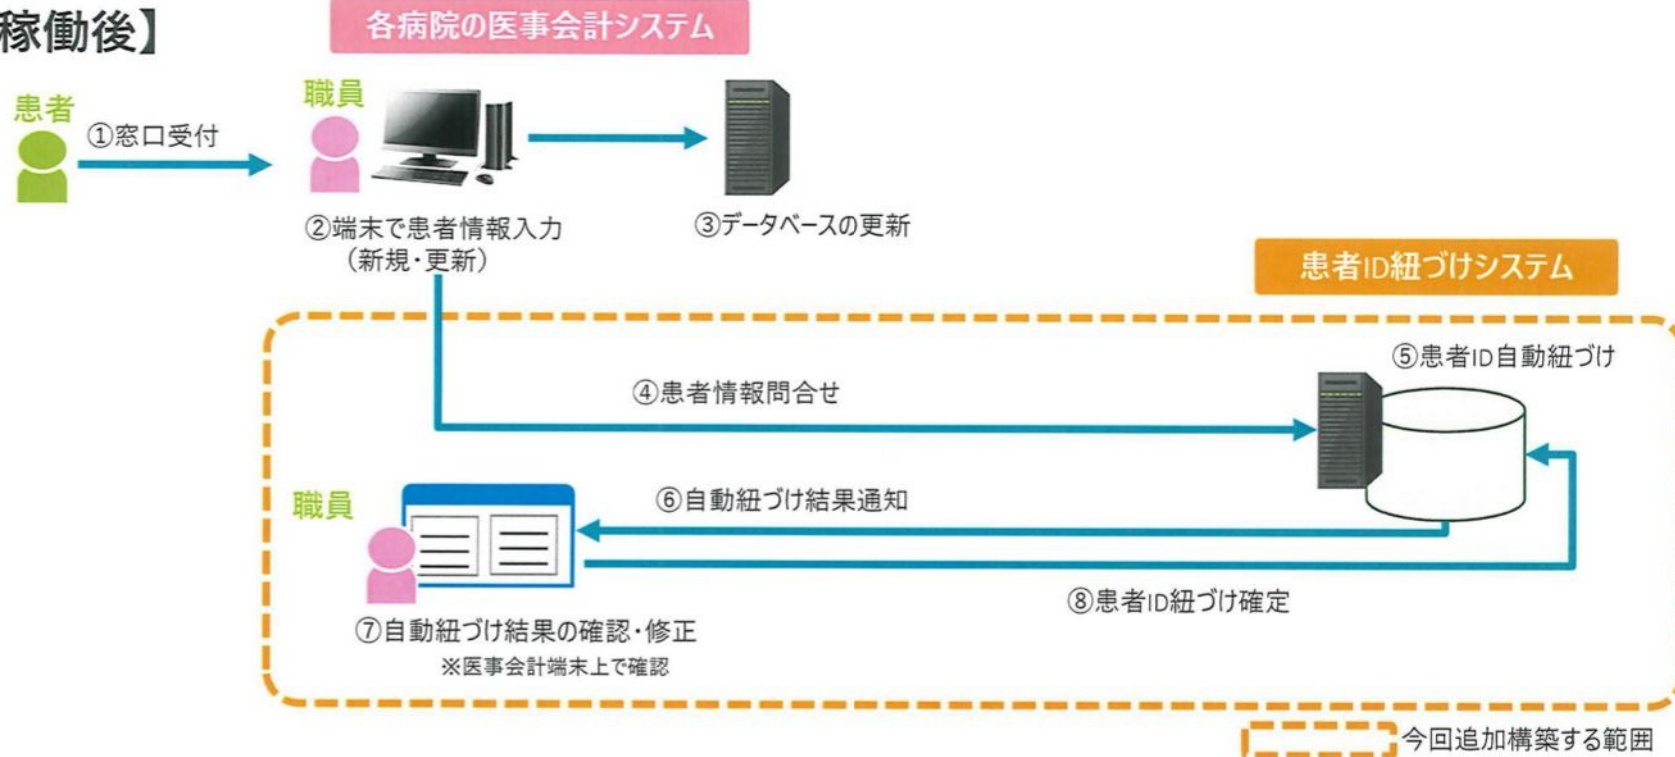 稼働後】
各病院の医事会計システム
患者
①窓口受付
職員
②端末で患者情報入力
（新規・更新）
③データベースの更新
患者ID紐づけシステム
④患者情報問合せ
⑤患者ID自動紐づけ
⑥自動紐づけ結果通知
職員
⑦自動紐づけ結果の確認・修正
※医事会計端末上で確認
⑧患者ID紐づけ確定
今回追加構築する範囲